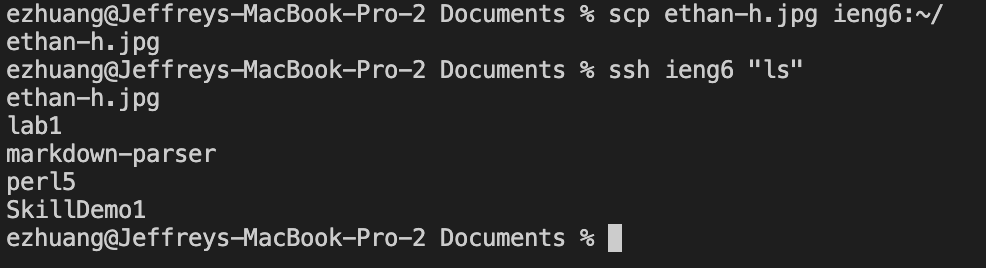 ezhuang@Jeffreys-MacBook-Pro-2 Documents % scp ethan-h.jpg ieng6:~/
ethan-h.jpg
ezhuang@Jeffreys-MacBook-Pro-2 Documents % ssh ieng6 "ls"
ethan-h.jpg
lab1
markdown-parser
perl5
SkillDemo1
ezhuang@Jeffreys-MacBook-Pro-2 Documents %